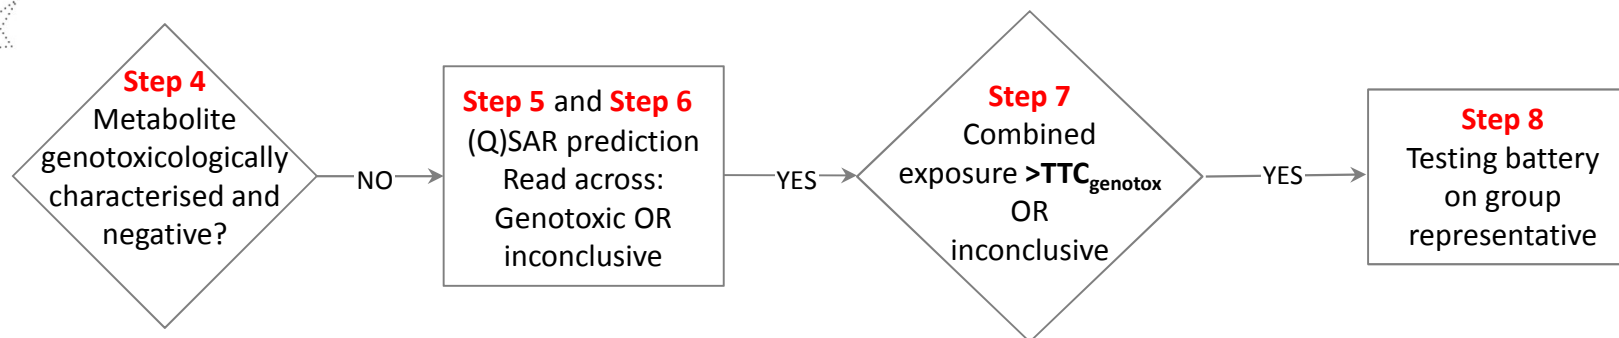 Step 4
Metabolite
genotoxicologically
characterised and
negative?
NO
Step 5 and Step 6
(Q)SAR prediction
Read across:
Genotoxic OR
inconclusive
YES
Step 7
Combined
exposure >TTCgenotox
OR
inconclusive
YES
Step 8
Testing battery
on group
representative